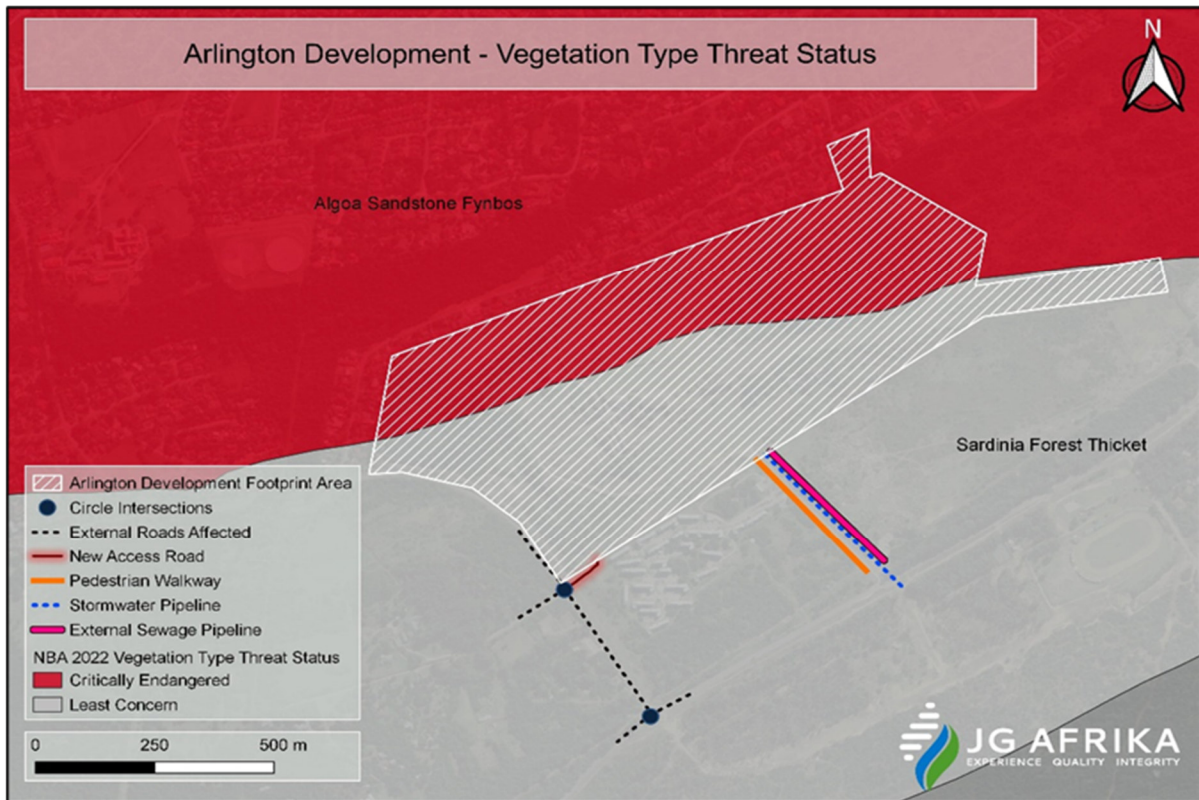 Arlington Development - Vegetation Type Threat Status
N
Algoa Sandstone Fynbos
Sardinia Forest Thicket
Arlington Development Footprint Area
Circle Intersections
External Roads Affected
New Access Road
Pedestrian Walkway
Stormwater Pipeline
External Sewage Pipeline
NBA 2022 Vegetation Type Threat Status
Critically Endangered
Least Concern
0 250 500 m
JG AFRIKA
EXPERIENCE QUALITY INTEGRITY